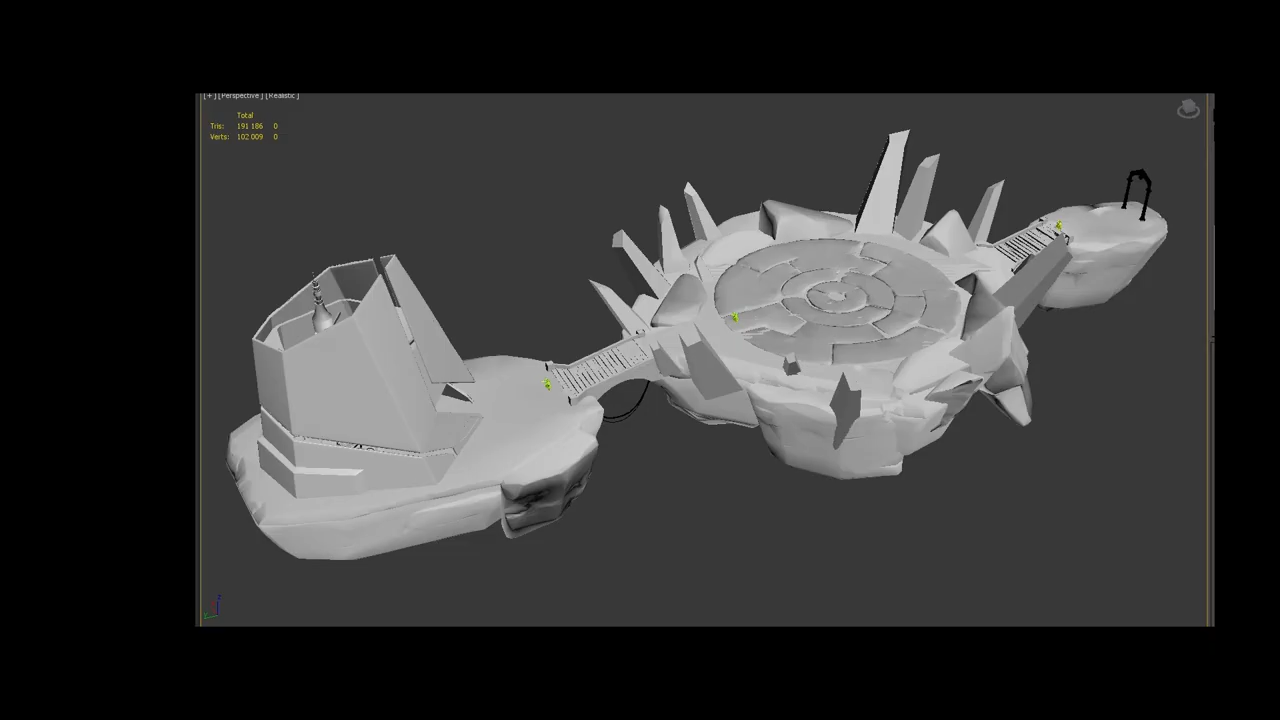 [+] [Perspective] [Realistic]
Total
Tris: 191 186 0
Verts: 102 009 0